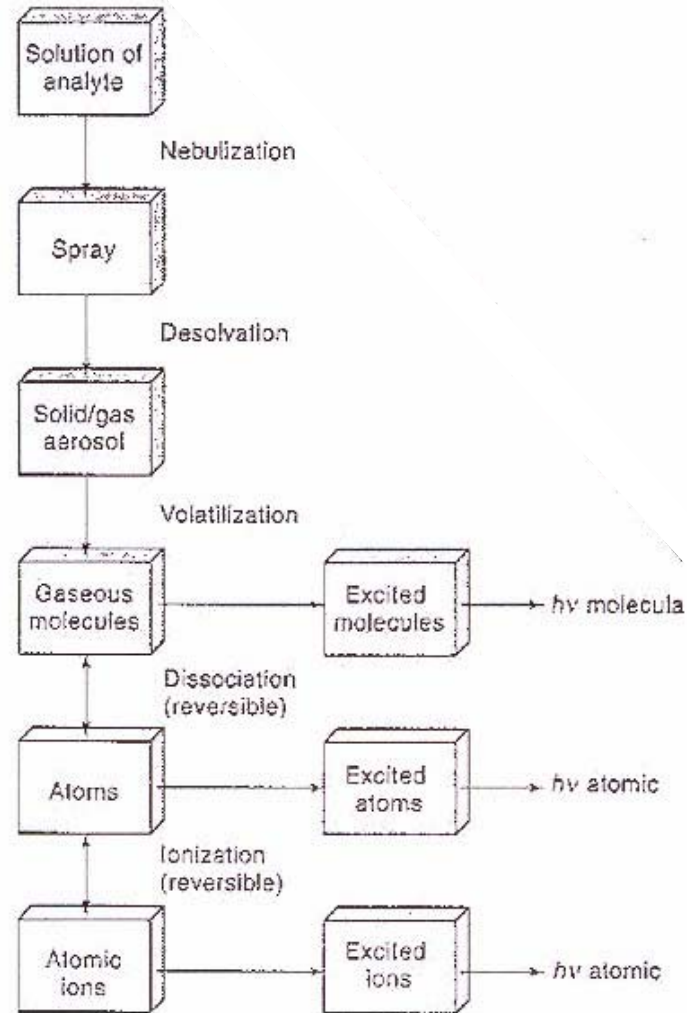 Solution of
analyte
Nebulization
Spray
Desolvation
Solid/gas
aerosol
Volatilization
Gaseous
molecules
Excited
molecules
hν molecula
Dissociation
(reversible)
Atoms
Excited
atoms
hν atomic
Ionization
(reversible)
Atomic
ions
Excited
ions
hν atomic